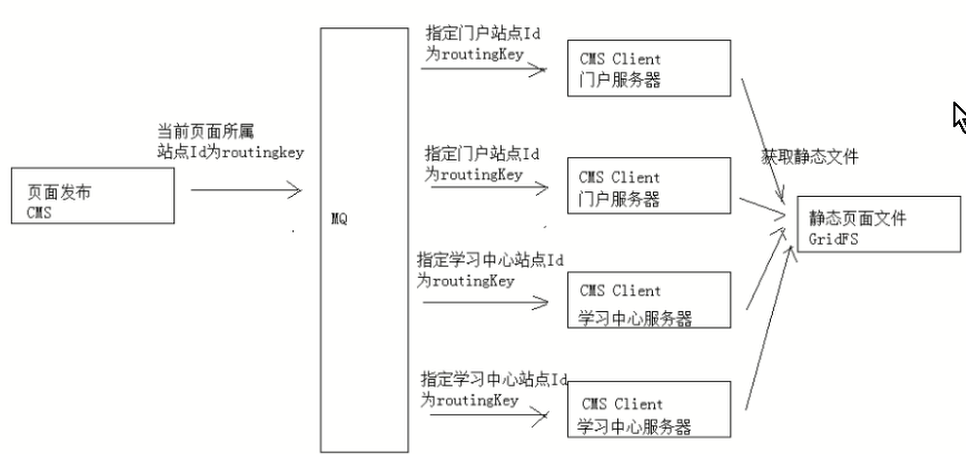 当前页面所属
站点Id为routingkey
页面发布
CMS
MQ
指定门户站点Id
为routingKey
CMS Client
门户服务器
指定门户站点Id
为routingKey
CMS Client
门户服务器
指定学习中心站点Id
为routingKey
CMS Client
学习中心服务器
指定学习中心站点Id
为routingKey
CMS Client
学习中心服务器
获取静态文件
静态页面文件
GridFS